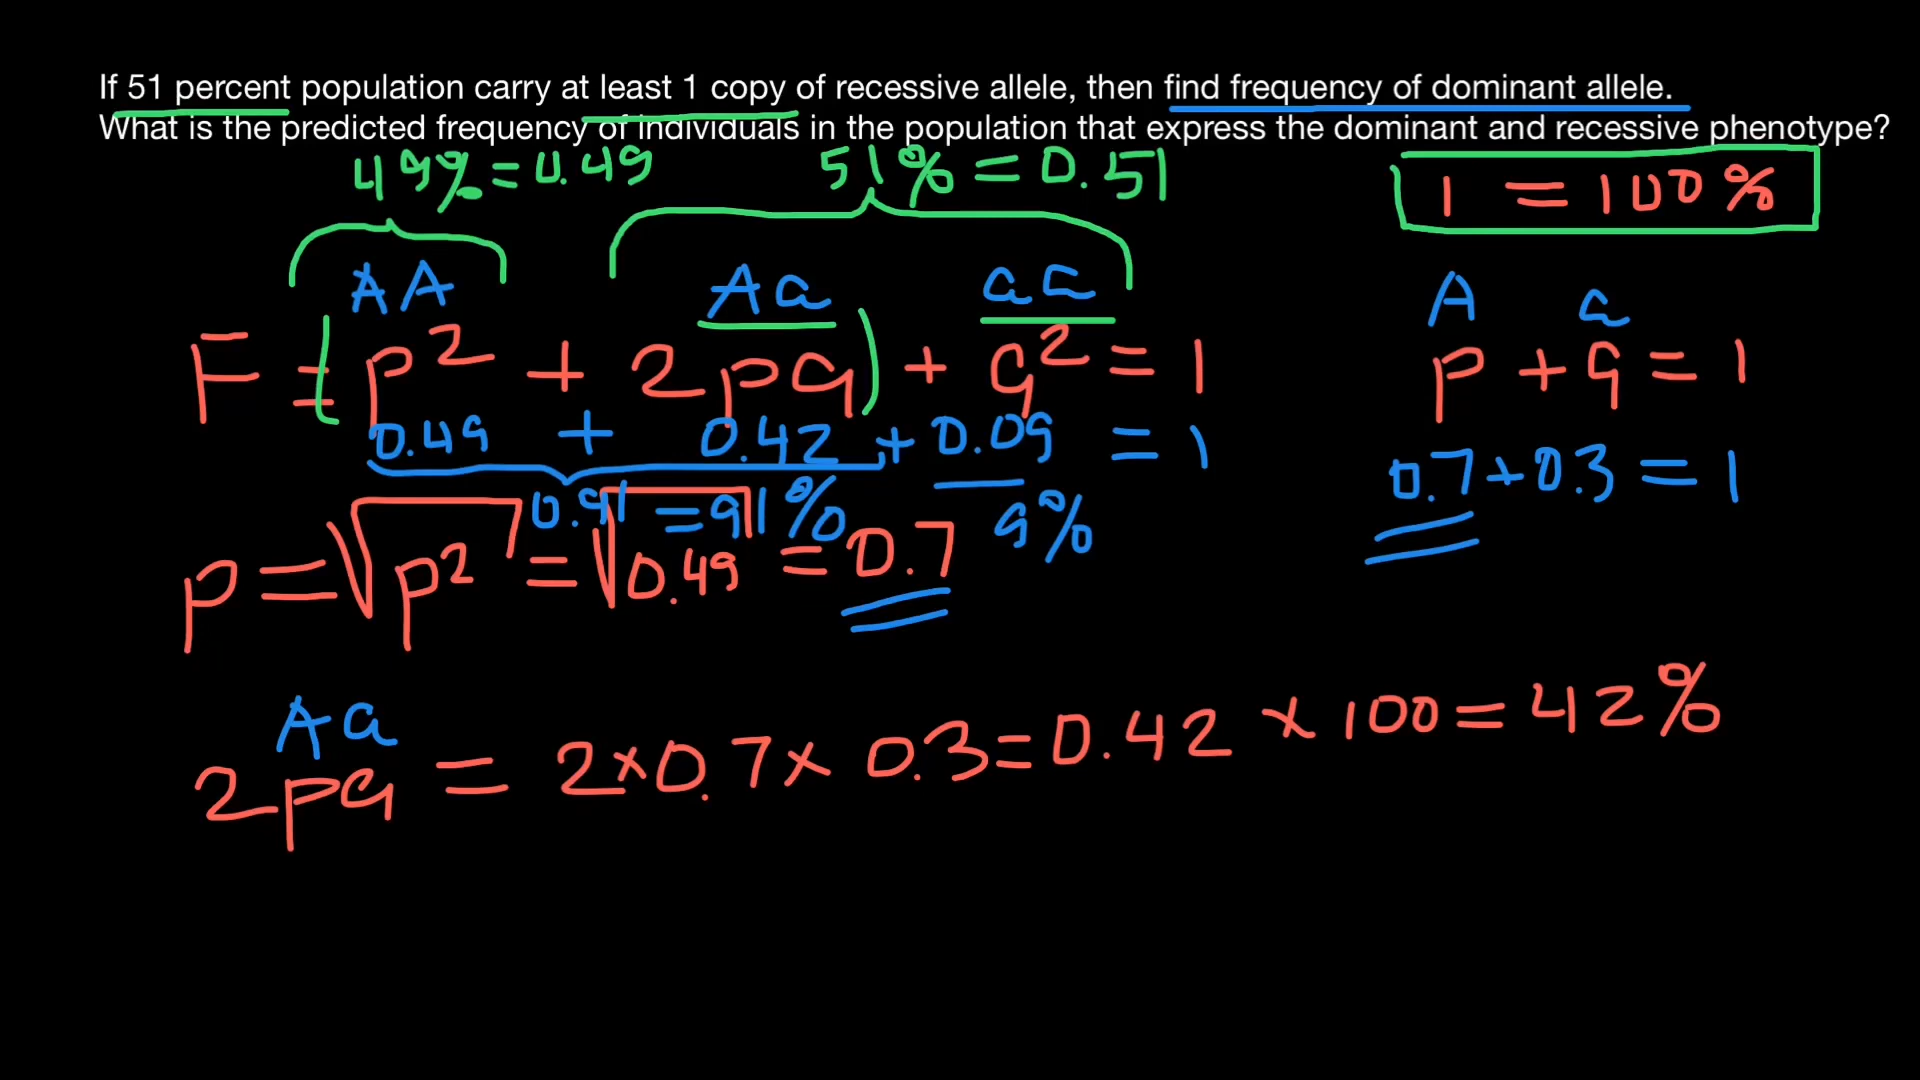 If 51 percent population carry at least 1 copy of recessive allele, then find frequency of dominant allele.
What is the predicted frequency of individuals in the population that express the dominant and recessive phenotype?
49% = 0.49 51% = 0.51 1 = 100%
AA Aa aa A a
F = (p² + 2pq) + q² = 1 p + q = 1
0.49 + 0.42 + 0.09 = 1 0.7 + 0.3 = 1
0.91 = 91% 9%
p = √p² = √0.49 = 0.7
Aa
2pq = 2 × 0.7 × 0.3 = 0.42 × 100 = 42%